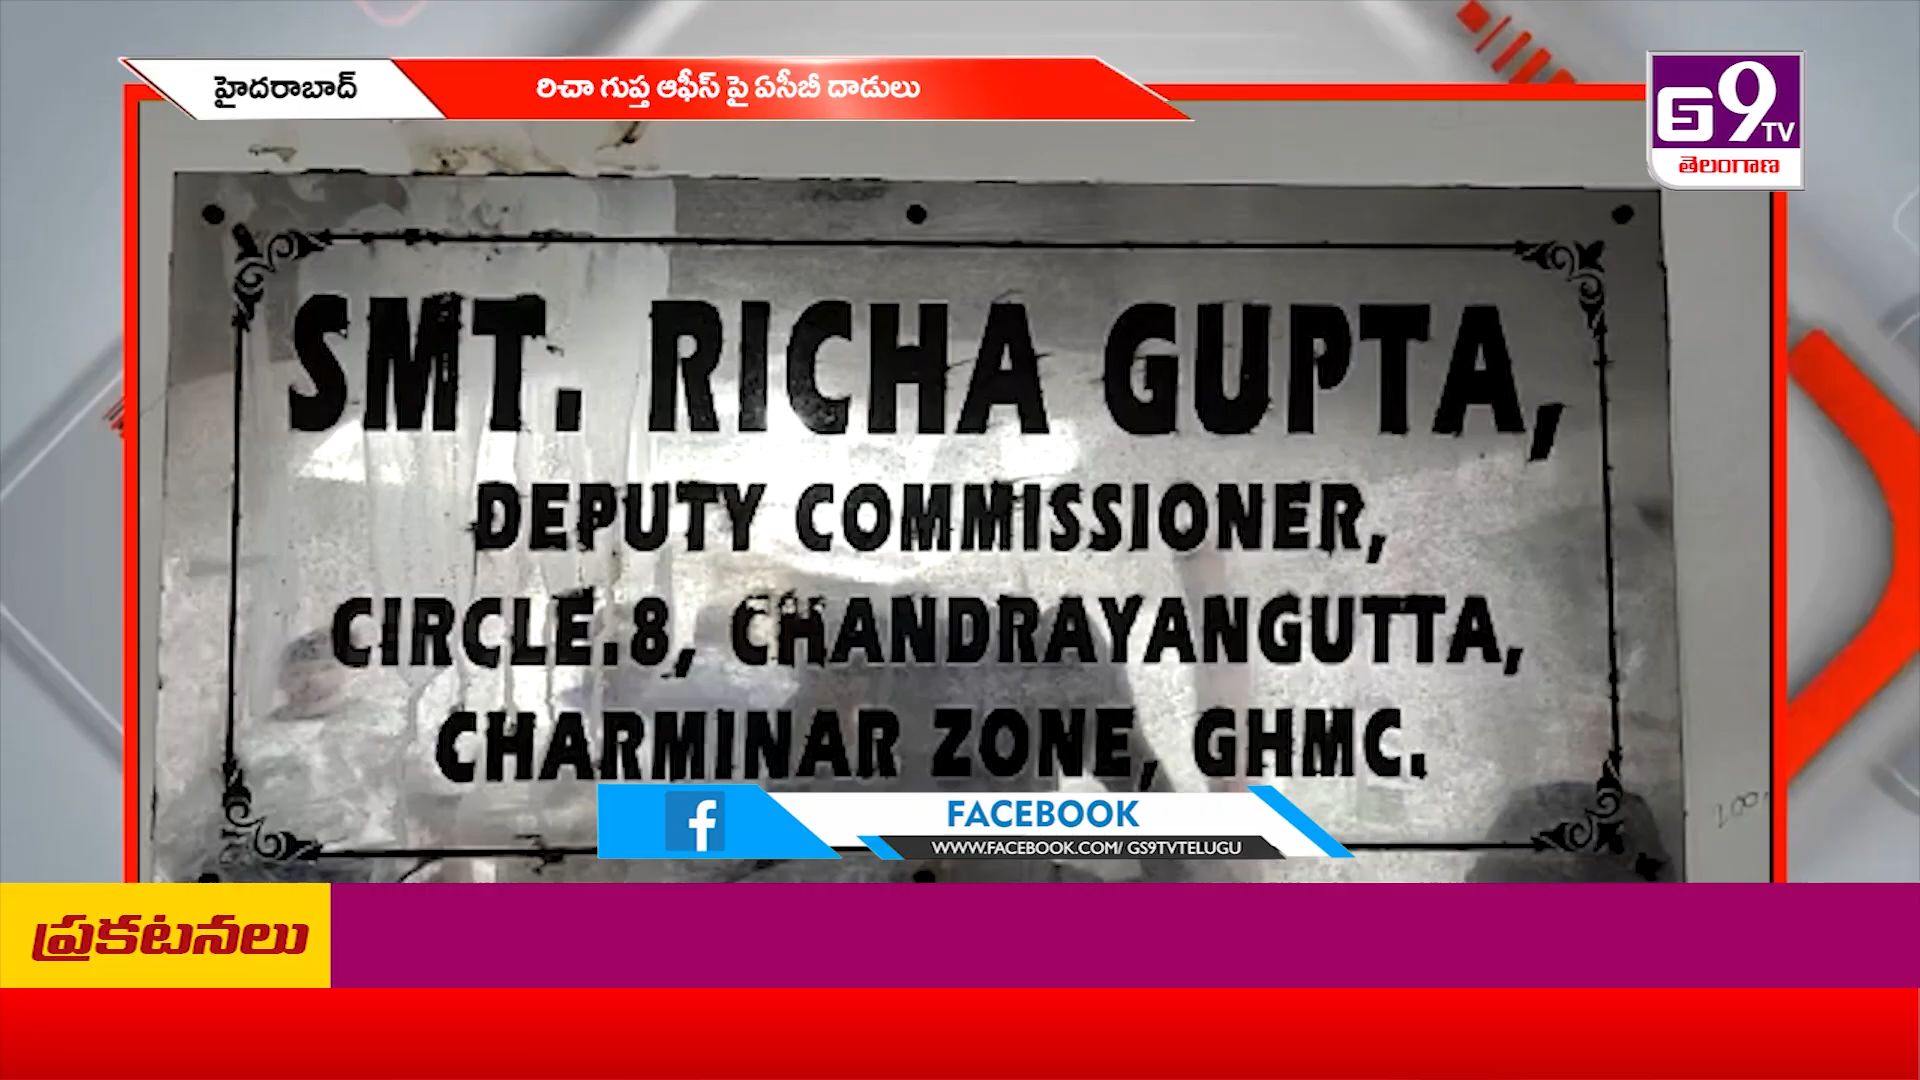 హైదరాబాద్
రిచా గుప్త ఆఫీస్ పై ఏసీబీ దాడులు
G9
TV
తెలంగాణ
SMT. RICHA GUPTA,
DEPUTY COMMISSIONER,
CIRCLE.8, CHANDRAYANGUTTA,
CHARMINAR ZONE, GHMC.
100
f
FACEBOOK
WWW.FACEBOOK.COM/ GS9TVTELUGU
ప్రకటనలు